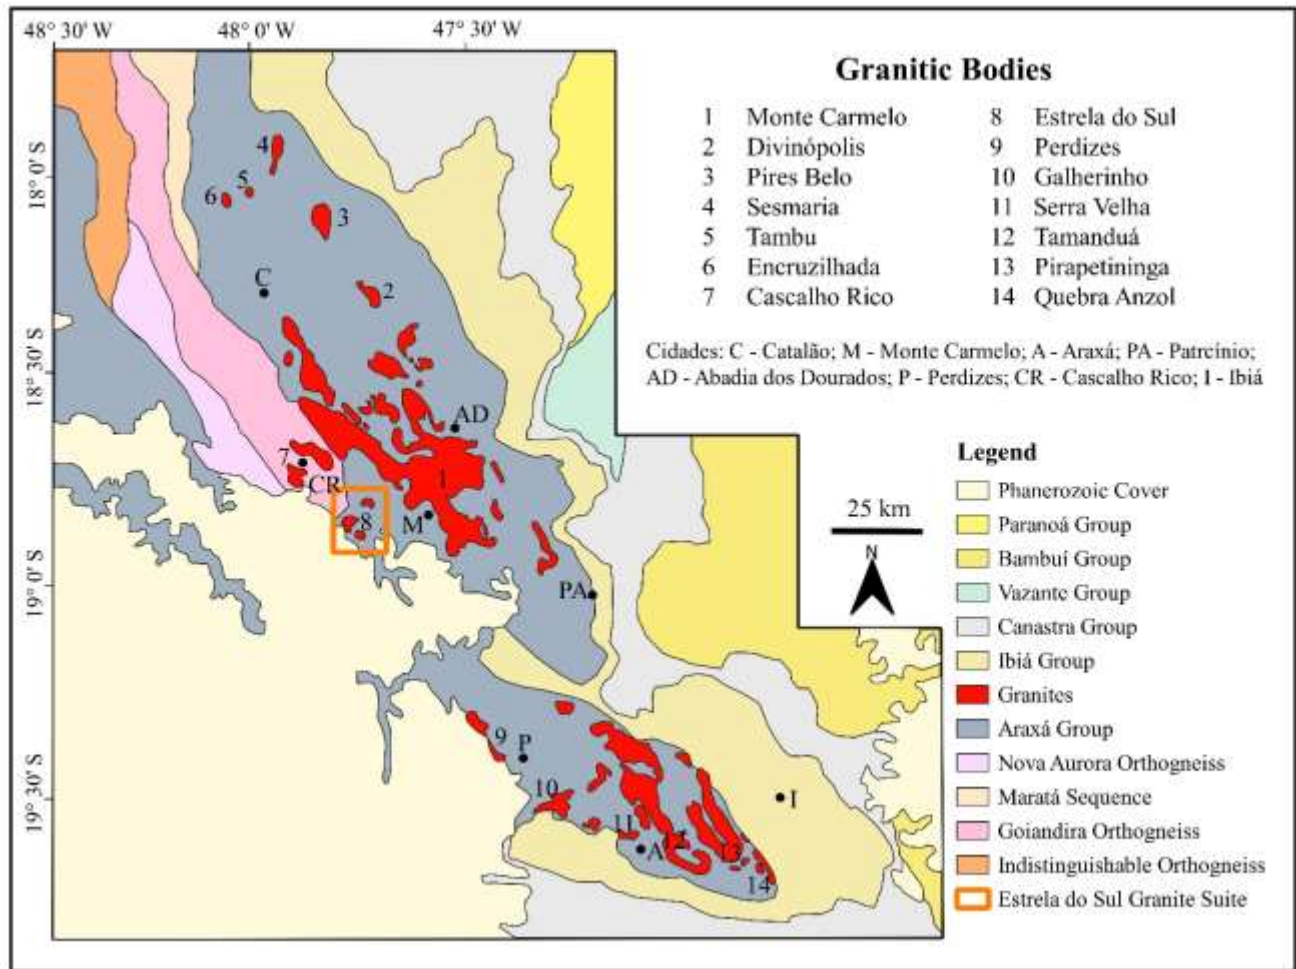 48° 30' W
48° 0' W
47° 30' W
18° 0' S
18° 30' S
19° 0' S
19° 30' S
Granitic Bodies
1 Monte Carmelo
2 Divinópolis
3 Pires Belo
4 Sesmaria
5 Tambu
6 Encruzilhada
7 Cascalho Rico
8 Estrela do Sul
9 Perdizes
10 Galherinho
11 Serra Velha
12 Tamanduá
13 Pirapetininga
14 Quebra Anzol
Cidades: C - Catalão; M - Monte Carmelo; A - Araxá; PA - Patrcínio;
AD - Abadia dos Dourados; P - Perdizes; CR - Cascalho Rico; I - Ibiá
4
5
6
3
C
2
AD
7
1
CR
8
M
PA
9
P
10
I
11
12
A
13
14
25 km
N
Legend
Phanerozoic Cover
Paranoá Group
Bambuí Group
Vazante Group
Canastra Group
Ibiá Group
Granites
Araxá Group
Nova Aurora Orthogneiss
Maratá Sequence
Goiandira Orthogneiss
Indistinguishable Orthogneiss
Estrela do Sul Granite Suite